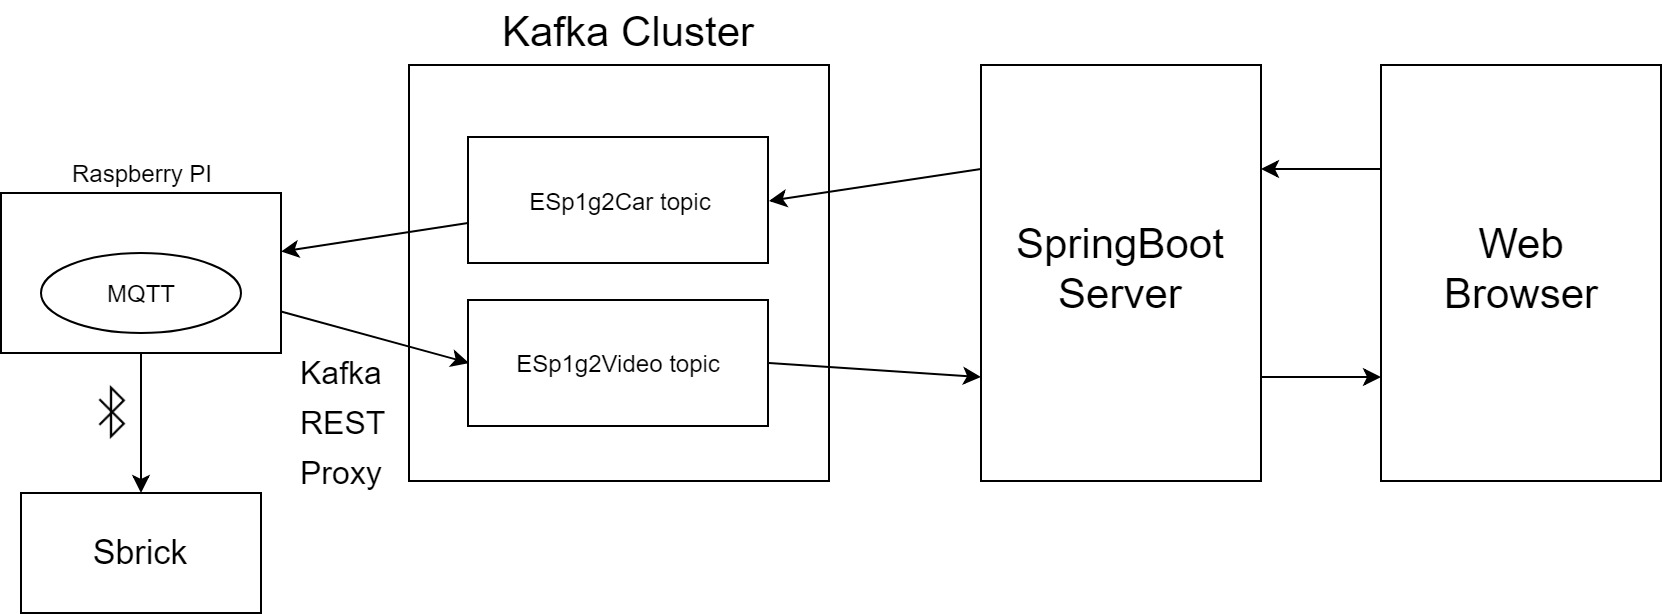 Kafka Cluster
Raspberry PI
MQTT
Kafka
REST
Proxy
Sbrick
ESp1g2Car topic
ESp1g2Video topic
SpringBoot
Server
Web
Browser